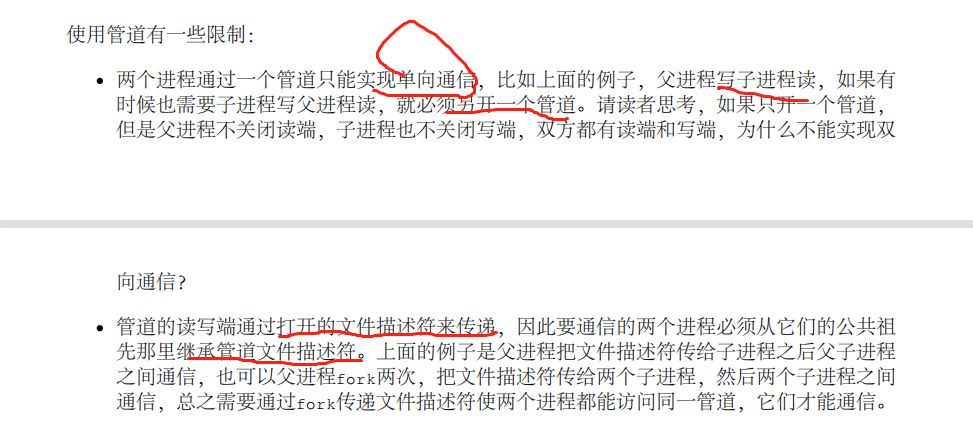 使用管道有一些限制：
• 两个进程通过一个管道只能实现单向通信，比如上面的例子，父进程写子进程读，如果有
时候也需要子进程写父进程读，就必须另开一个管道。请读者思考，如果只开一个管道，
但是父进程不关闭读端，子进程也不关闭写端，双方都有读端和写端，为什么不能实现双
向通信？
• 管道的读写端通过打开的文件描述符来传递，因此要通信的两个进程必须从它们的公共祖
先那里继承管道文件描述符。上面的例子是父进程把文件描述符传给子进程之后父子进程
之间通信，也可以父进程fork两次，把文件描述符传给两个子进程，然后两个子进程之间
通信，总之需要通过fork传递文件描述符使两个进程都能访问同一管道，它们才能通信。